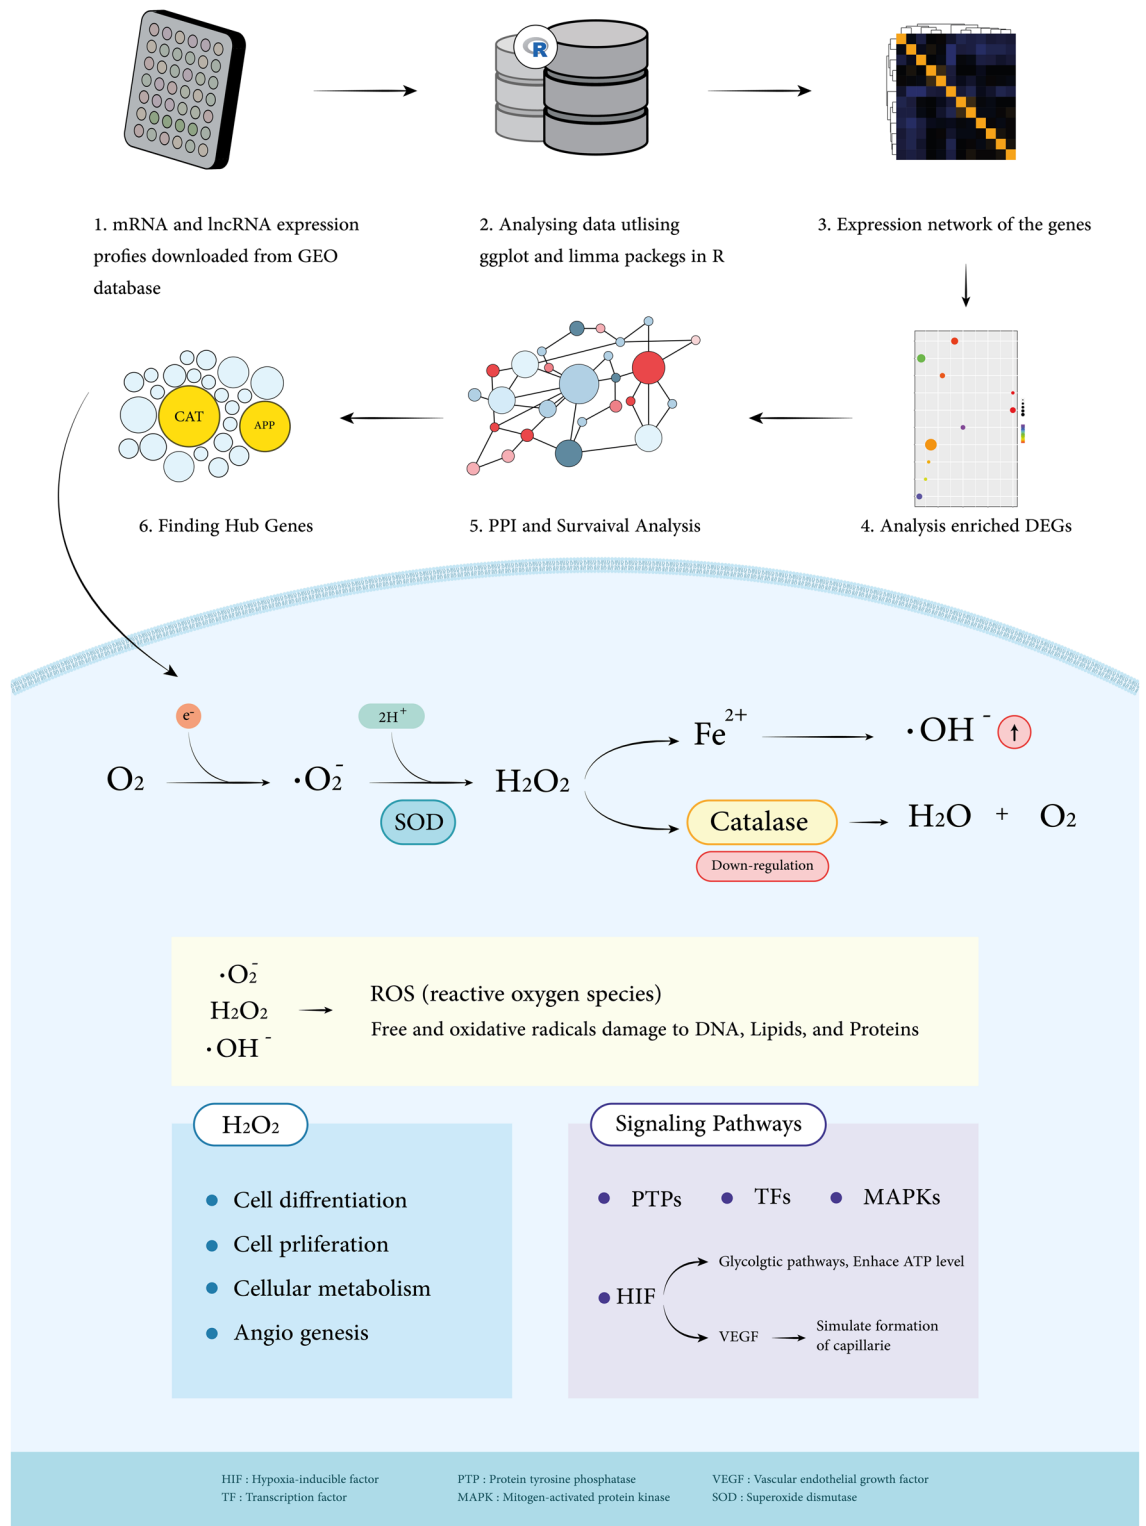 R
1. mRNA and lncRNA expression
profies downloaded from GEO
database
2. Analysing data utlising
ggplot and limma packegs in R
3. Expression network of the genes
CAT
APP
6. Finding Hub Genes
5. PPI and Survaival Analysis
4. Analysis enriched DEGs
e-
2H+
O2
·O2-
SOD
H2O2
Fe2+
·OH -
Catalase
Down-regulation
H2O + O2
·O2-
H2O2
·OH -
ROS (reactive oxygen species)
Free and oxidative radicals damage to DNA, Lipids, and Proteins
H2O2
Cell diffrentiation
Cell prliferation
Cellular metabolism
Angio genesis
Signaling Pathways
PTPs
TFs
MAPKs
HIF
Glycolgtic pathways, Enhace ATP level
VEGF
Simulate formation
of capillarie
HIF : Hypoxia-inducible factor
TF : Transcription factor
PTP : Protein tyrosine phosphatase
MAPK : Mitogen-activated protein kinase
VEGF : Vascular endothelial growth factor
SOD : Superoxide dismutase